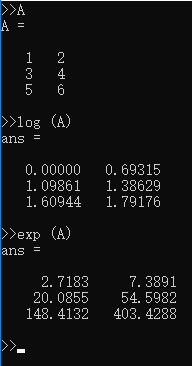 >>A
A =
1 2
3 4
5 6
>>log (A)
ans =
0.00000 0.69315
1.09861 1.38629
1.60944 1.79176
>>exp (A)
ans =
2.7183 7.3891
20.0855 54.5982
148.4132 403.4288
>>